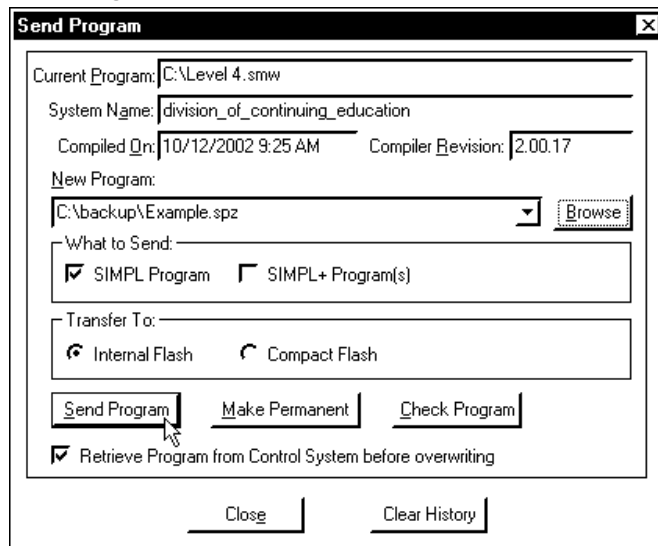 Send Program
Current Program: C:\Level 4.smw
System Name: division_of_continuing_education
Compiled On: 10/12/2002 9:25 AM Compiler Revision: 2.00.17
New Program:
C:\backup\Example.spz Browse
What to Send:
SIMPL Program SIMPL+ Program(s)
Transfer To:
Internal Flash Compact Flash
Send Program Make Permanent Check Program
Retrieve Program from Control System before overwriting
Close Clear History